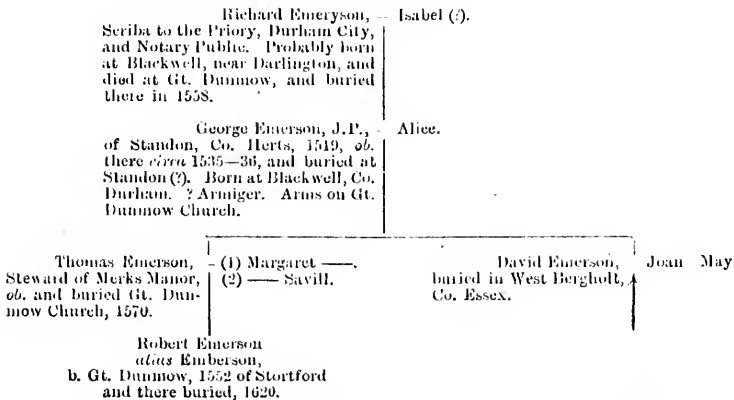 Richard Emeryson, – Isabel (?).
Scriba to the Priory, Durham City,
and Notary Public. Probably born
at Blackwell, near Darlington, and
died at Gt. Dunmow, and buried
there in 1558.
George Emerson, J.P., – Alice.
of Standon, Co. Herts, 1519, ob.
there circa 1535—36, and buried at
Standon (?). Born at Blackwell, Co.
Durham. ? Armiger. Arms on Gt.
Dunmow Church.
Thomas Emerson, – (1) Margaret ——.
Steward of Merks Manor, (2) —— Savill.
ob. and buried Gt. Dun-
mow Church, 1570.
David Emerson, Joan May
buried in West Bergholt,
Co. Essex.
Robert Emerson
alias Emberson,
b. Gt. Dunmow, 1552 of Stortford
and there buried, 1620.